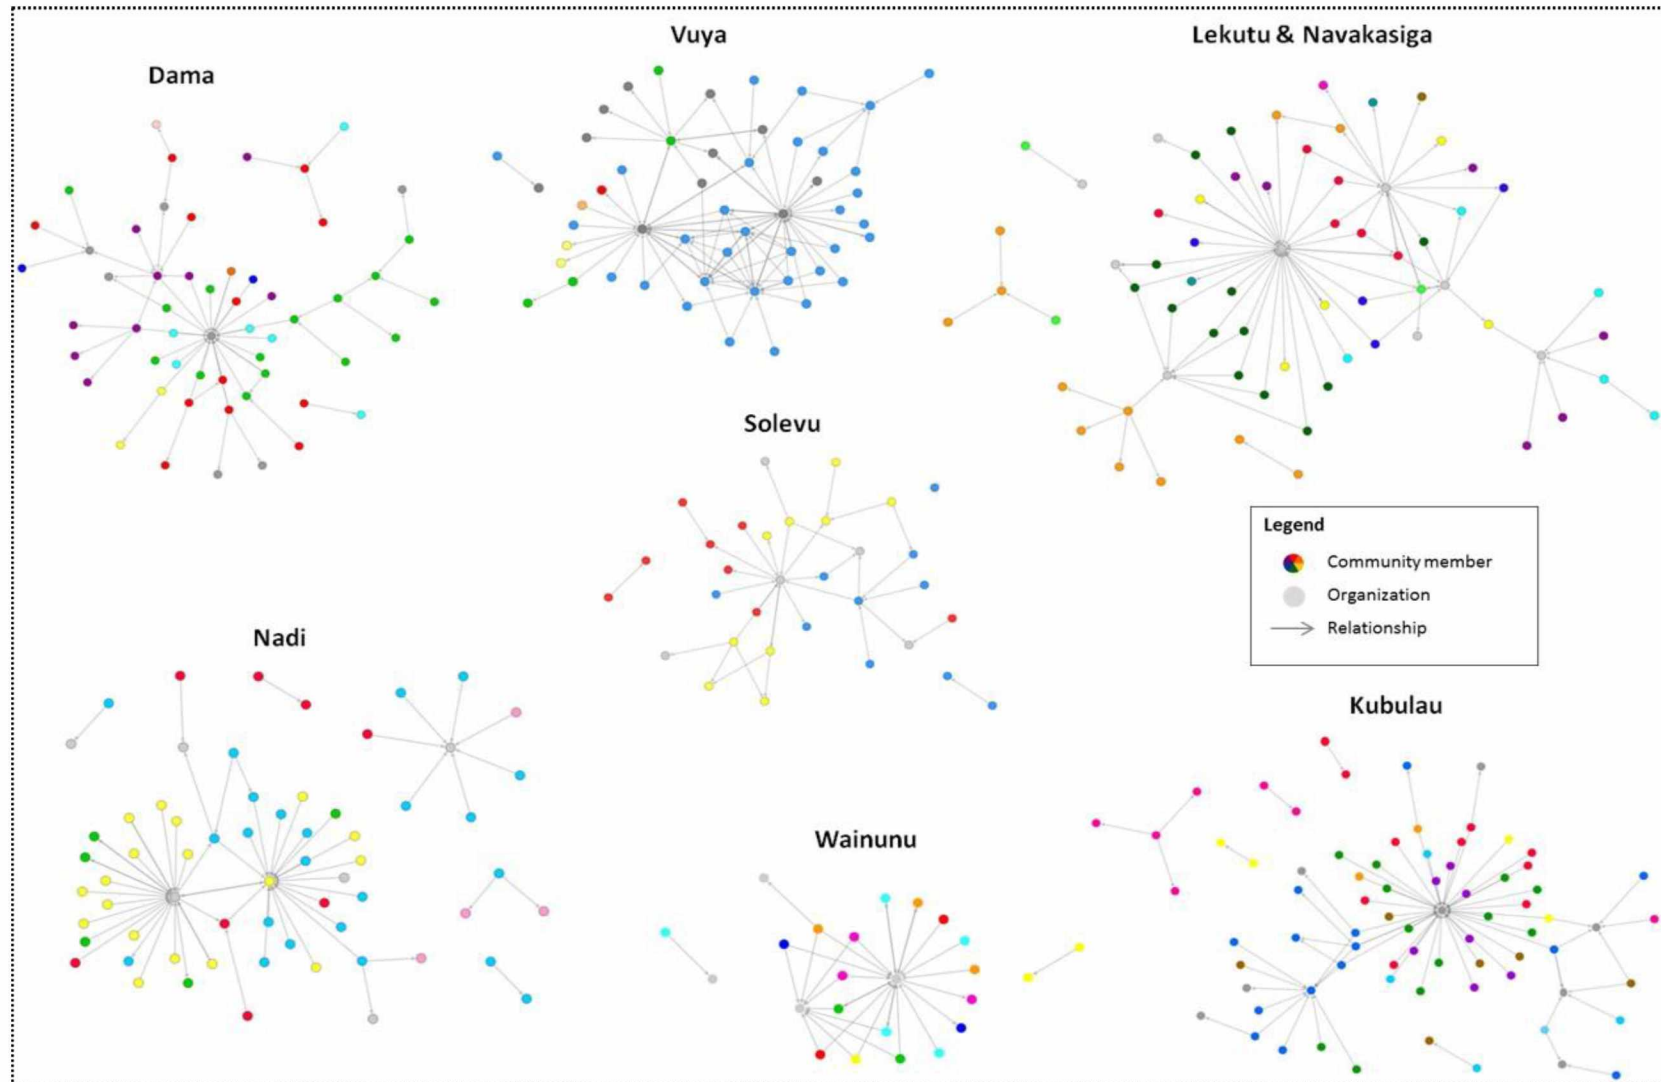 Vuya
Lekutu & Navakasiga
Dama
Solevu
Legend
Community member
Organization
Relationship
Nadi
Kubulau
Wainunu